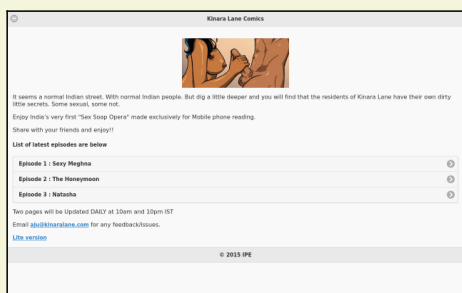 Kinara Lane Comics
It seems a normal Indian street. With normal Indian people. But dig a little deeper and you will find that the residents of Kinara Lane have their own dirty
little secrets. Some sexual, some not.
Enjoy India's very first "Sex Soap Opera" made exclusively for Mobile phone reading.
Share with your friends and enjoy!!
List of latest episodes are below
Episode 1 : Sexy Meghna
Episode 2 : The Honeymoon
Episode 3 : Natasha
Two pages will be Updated DAILY at 10am and 10pm IST
Email aju@kinaralane.com for any feedback/issues.
Lite version
© 2015 IPE